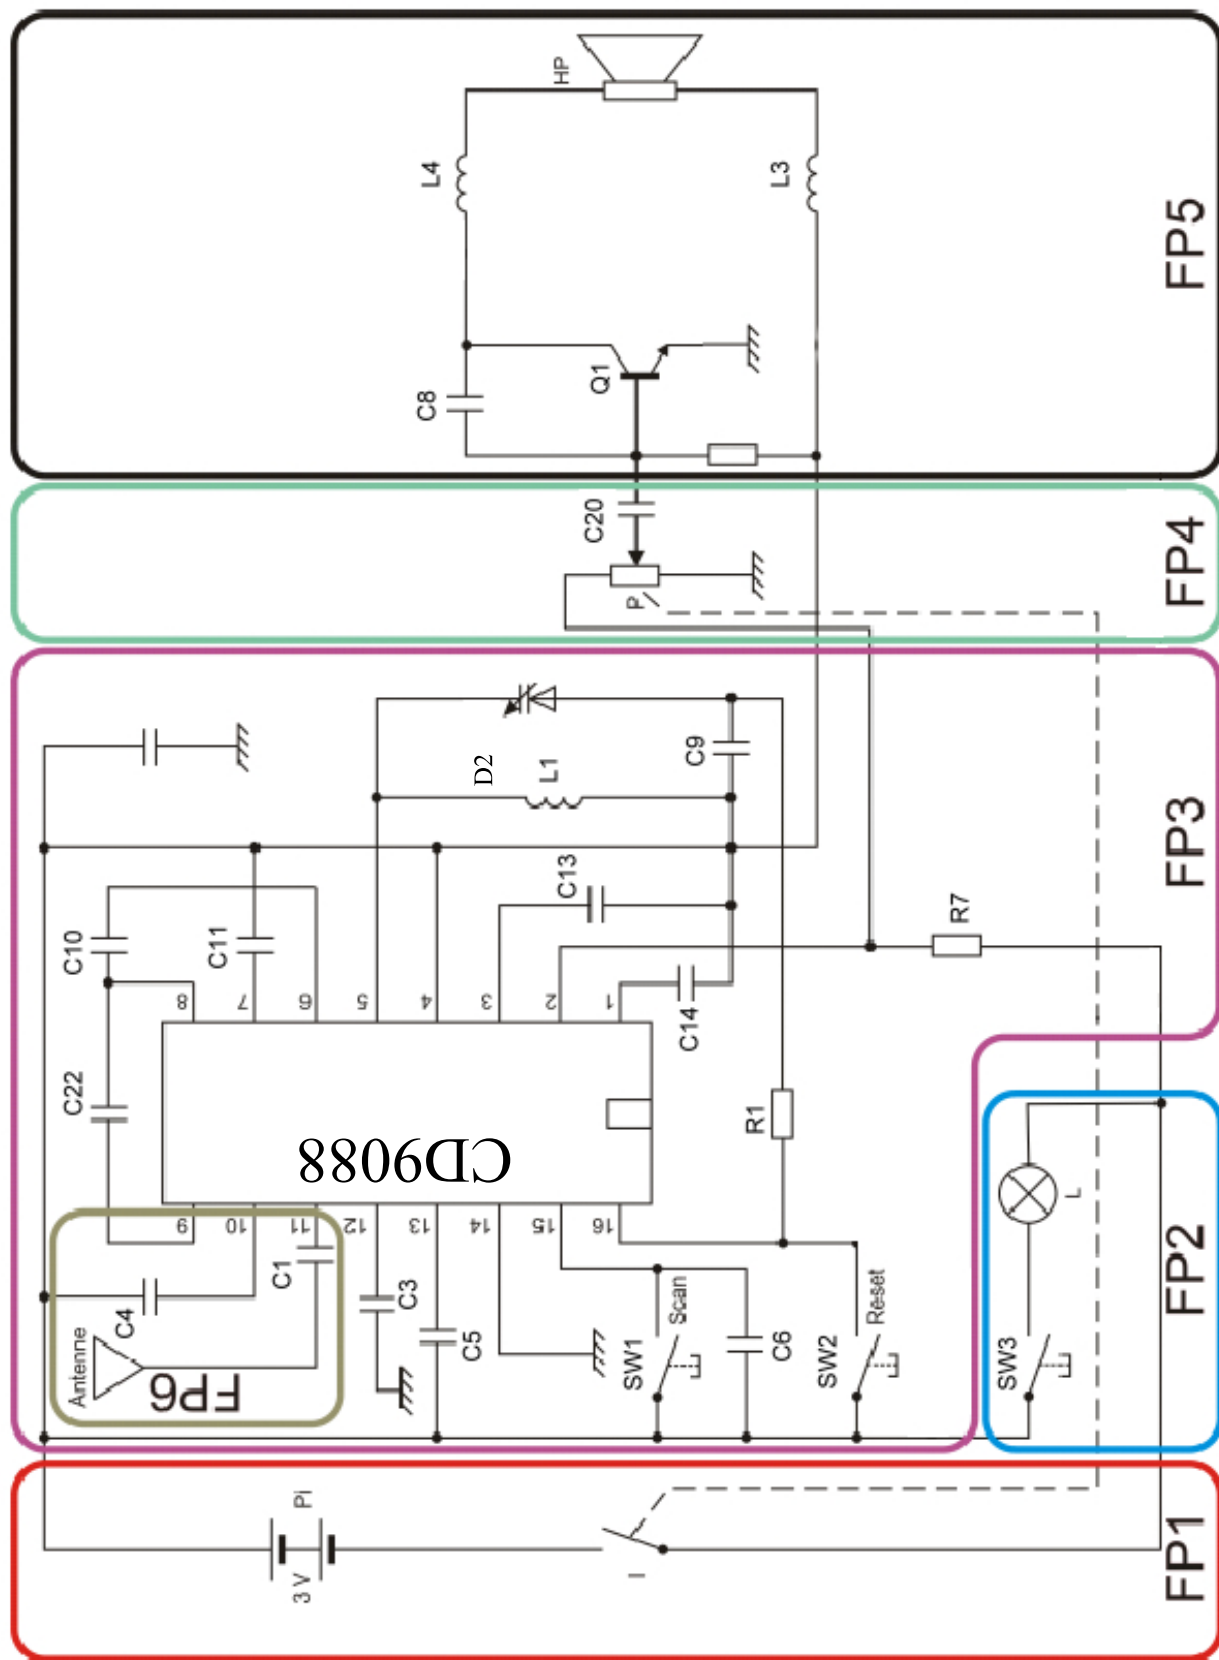 HP
L4
L3
FP5
C8
Q1
C20
P
FP4
D2
L1
C9
C13
C10
C11
R7
FP3
8
7
6
5
4
3
2
1
C14
C22
R1
CD9088
9
10
11
12
13
14
15
16
C4
C1
Antenne
FP6
C3
C5
SW1
Scan
C6
SW2
Reset
SW3
L
FP2
Pi
3 V
I
FP1